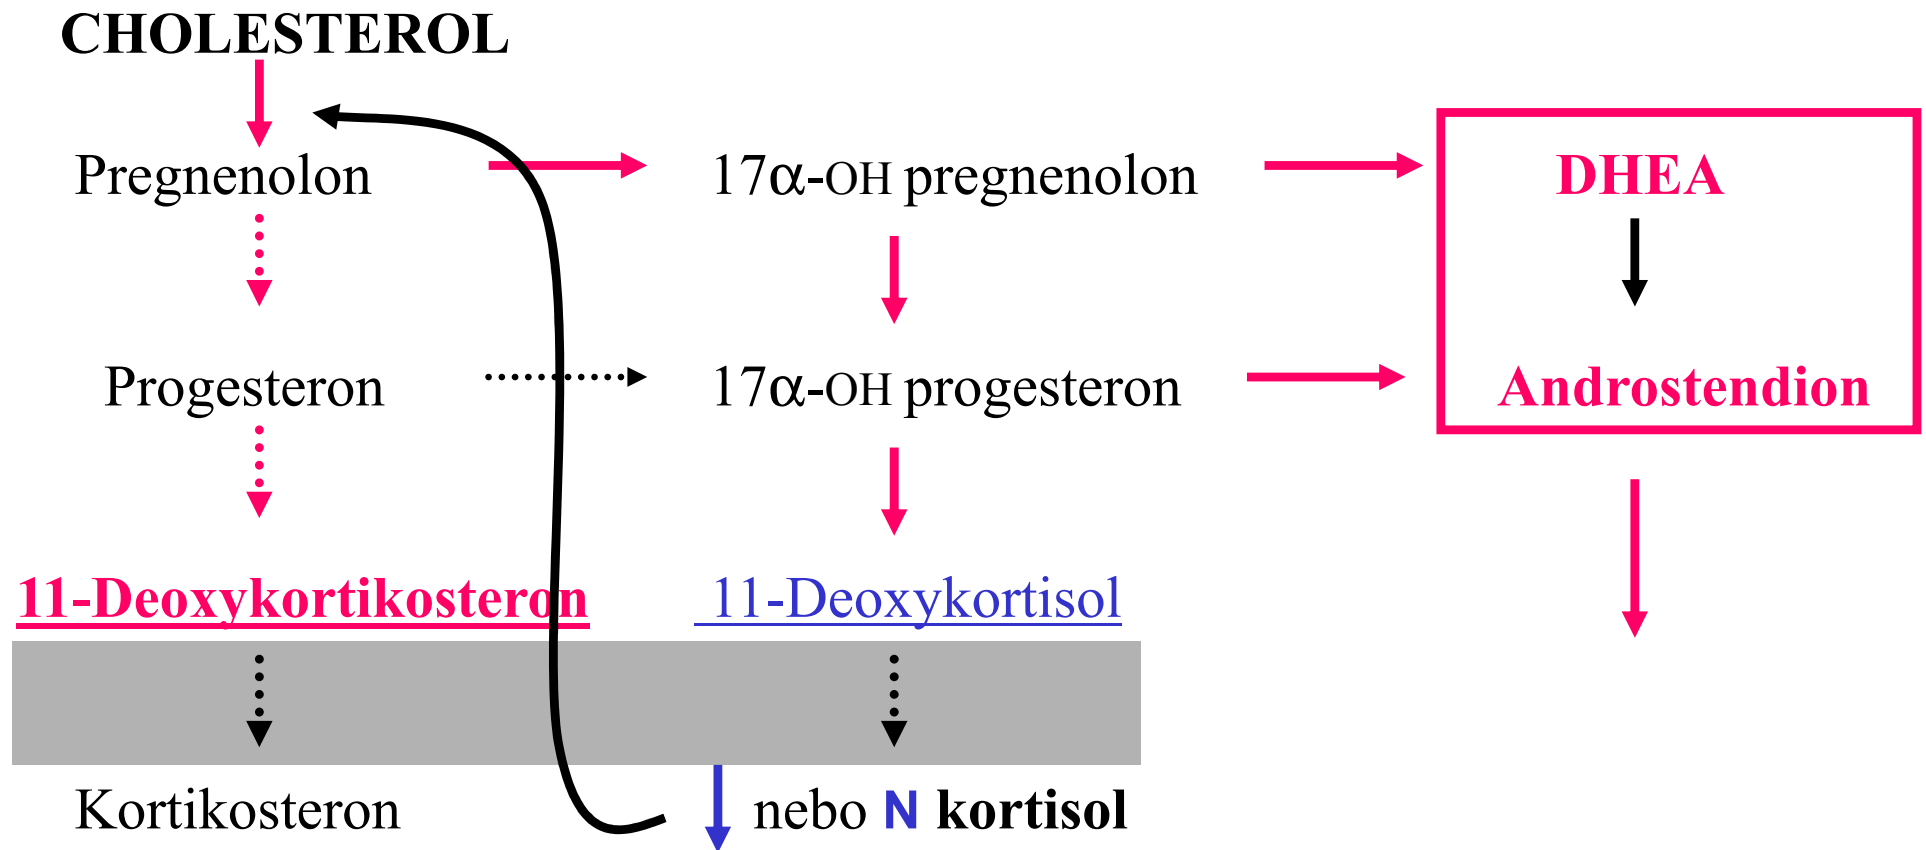 CHOLESTEROL
Pregnenolon 17α-OH pregnenolon DHEA
Progesteron 17α-OH progesteron Androstendion
11-Deoxykortikosteron 11-Deoxykortisol
Kortikosteron nebo N kortisol